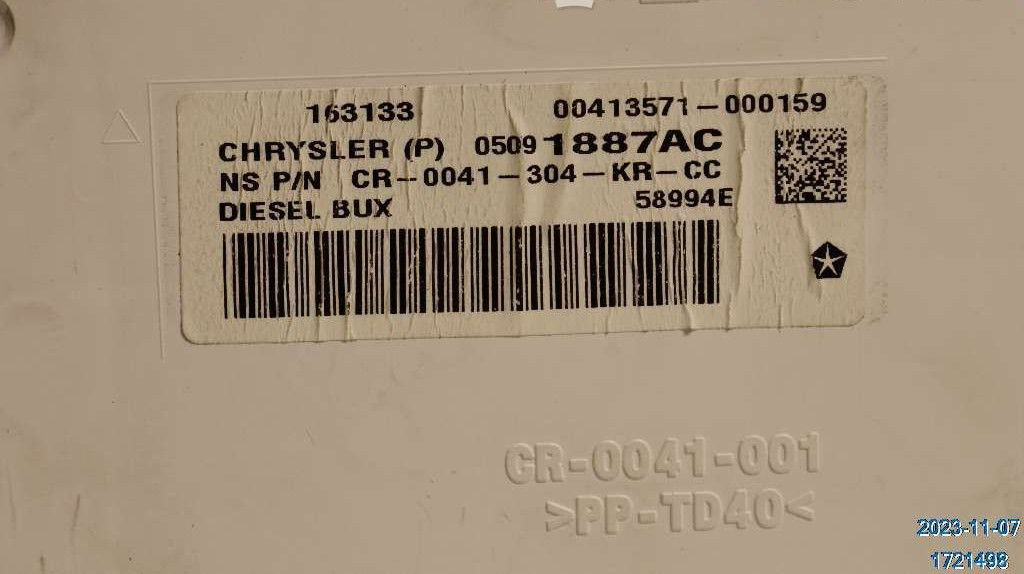 163133 00413571-000159
CHRYSLER (P) 05091887AC
NS P/N CR-0041-304-KR-CC
DIESEL BUX 58994E
CR-0041-001
>PP-TD40<
2023-11-07
1721498